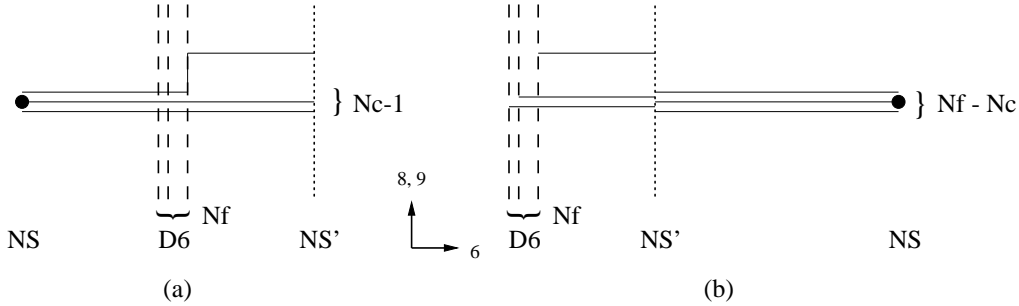 } Nc-1
} Nf - Nc
8, 9
6
Nf
Nf
NS
D6
NS'
D6
NS'
NS
(a)
(b)